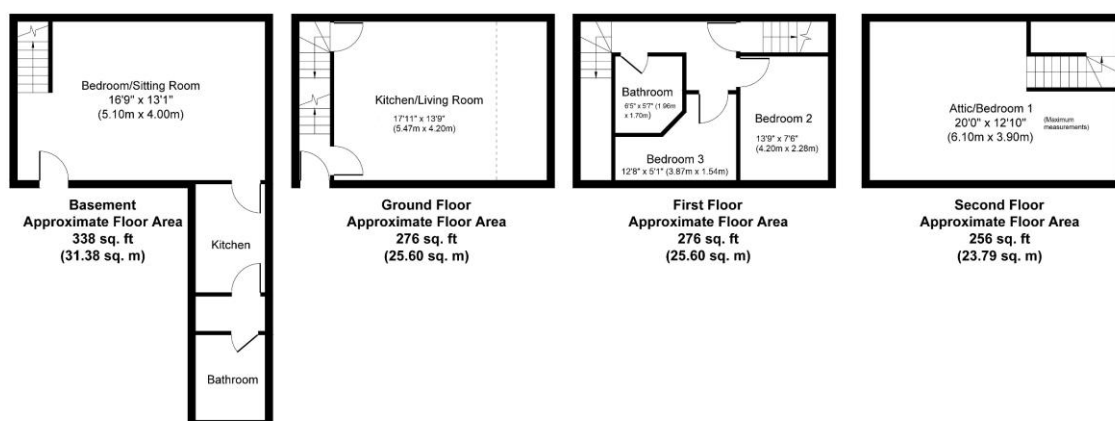 Bedroom/Sitting Room
16'9" x 13'1"
(5.10m x 4.00m)
Basement
Approximate Floor Area
338 sq. ft
(31.38 sq. m)
Kitchen
Bathroom
Kitchen/Living Room
17'11" x 13'9"
(5.47m x 4.20m)
Ground Floor
Approximate Floor Area
276 sq. ft
(25.60 sq. m)
Bathroom
6'5" x 5'7" (1.96m
x 1.70m)
Bedroom 2
13'9" x 7'6"
(4.20m x 2.28m)
Bedroom 3
12'8" x 5'1" (3.87m x 1.54m)
First Floor
Approximate Floor Area
276 sq. ft
(25.60 sq. m)
Attic/Bedroom 1
20'0" x 12'10"
(6.10m x 3.90m)
(Maximum
measurements)
Second Floor
Approximate Floor Area
256 sq. ft
(23.79 sq. m)